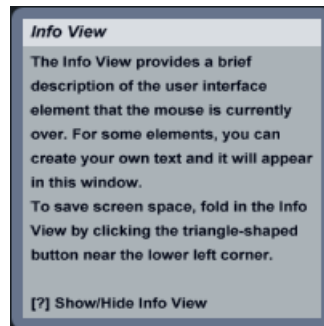 Info View
The Info View provides a brief
description of the user interface
element that the mouse is currently
over. For some elements, you can
create your own text and it will appear
in this window.
To save screen space, fold in the Info
View by clicking the triangle-shaped
button near the lower left corner.
[?] Show/Hide Info View